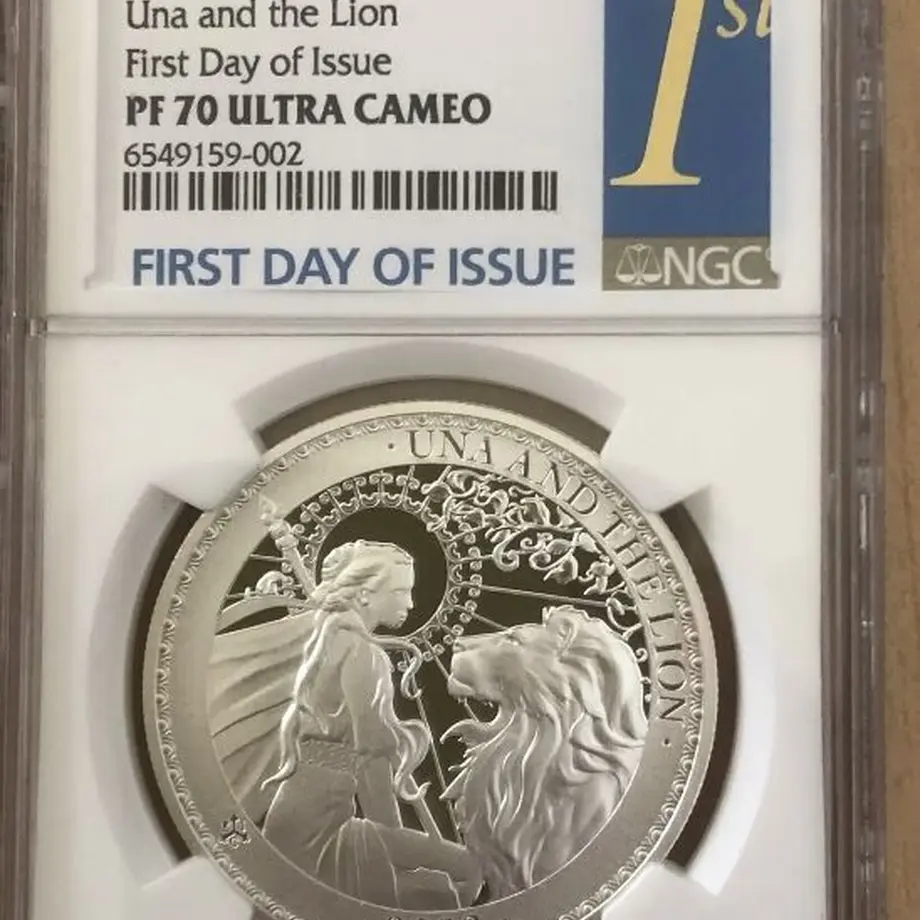 Una and the Lion
First Day of Issue
PF 70 ULTRA CAMEO
6549159-002
1st
FIRST DAY OF ISSUE
NGC
· UNA AND THE LION ·